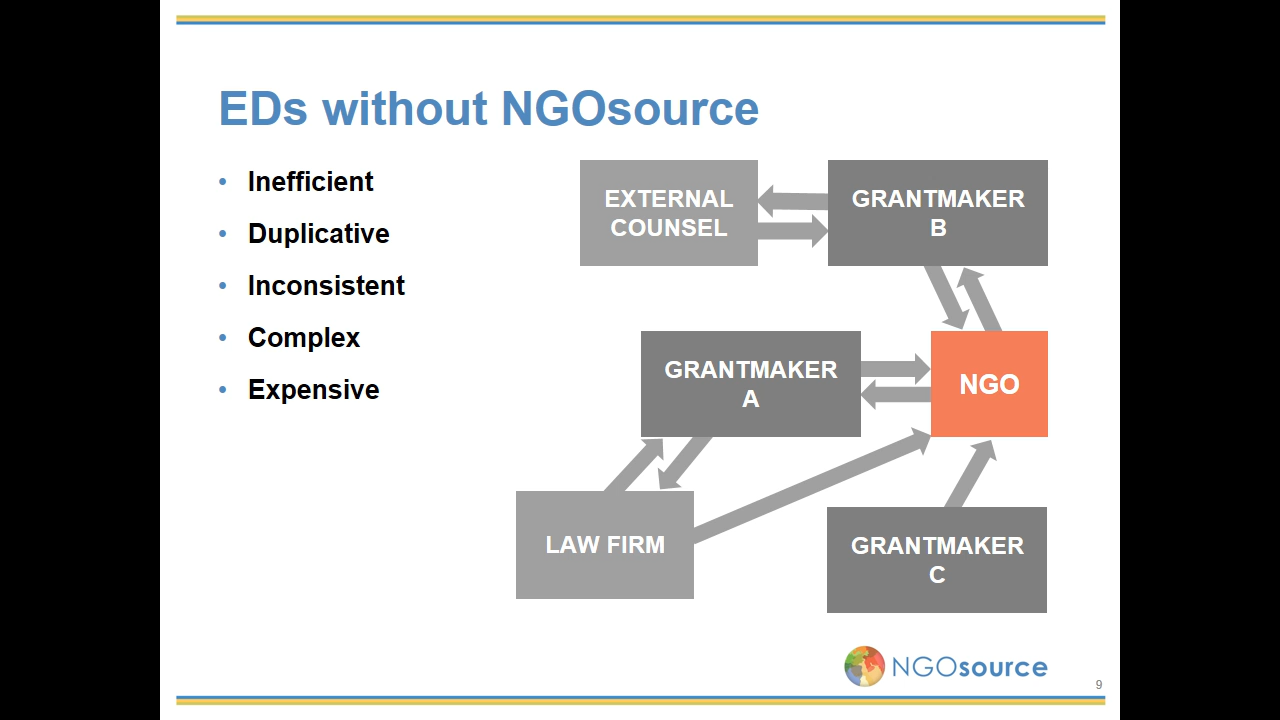 EDs without NGOsource
• Inefficient
• Duplicative
• Inconsistent
• Complex
• Expensive
EXTERNAL
COUNSEL
GRANTMAKER
B
GRANTMAKER
A
NGO
LAW FIRM
GRANTMAKER
C
NGOsource
9